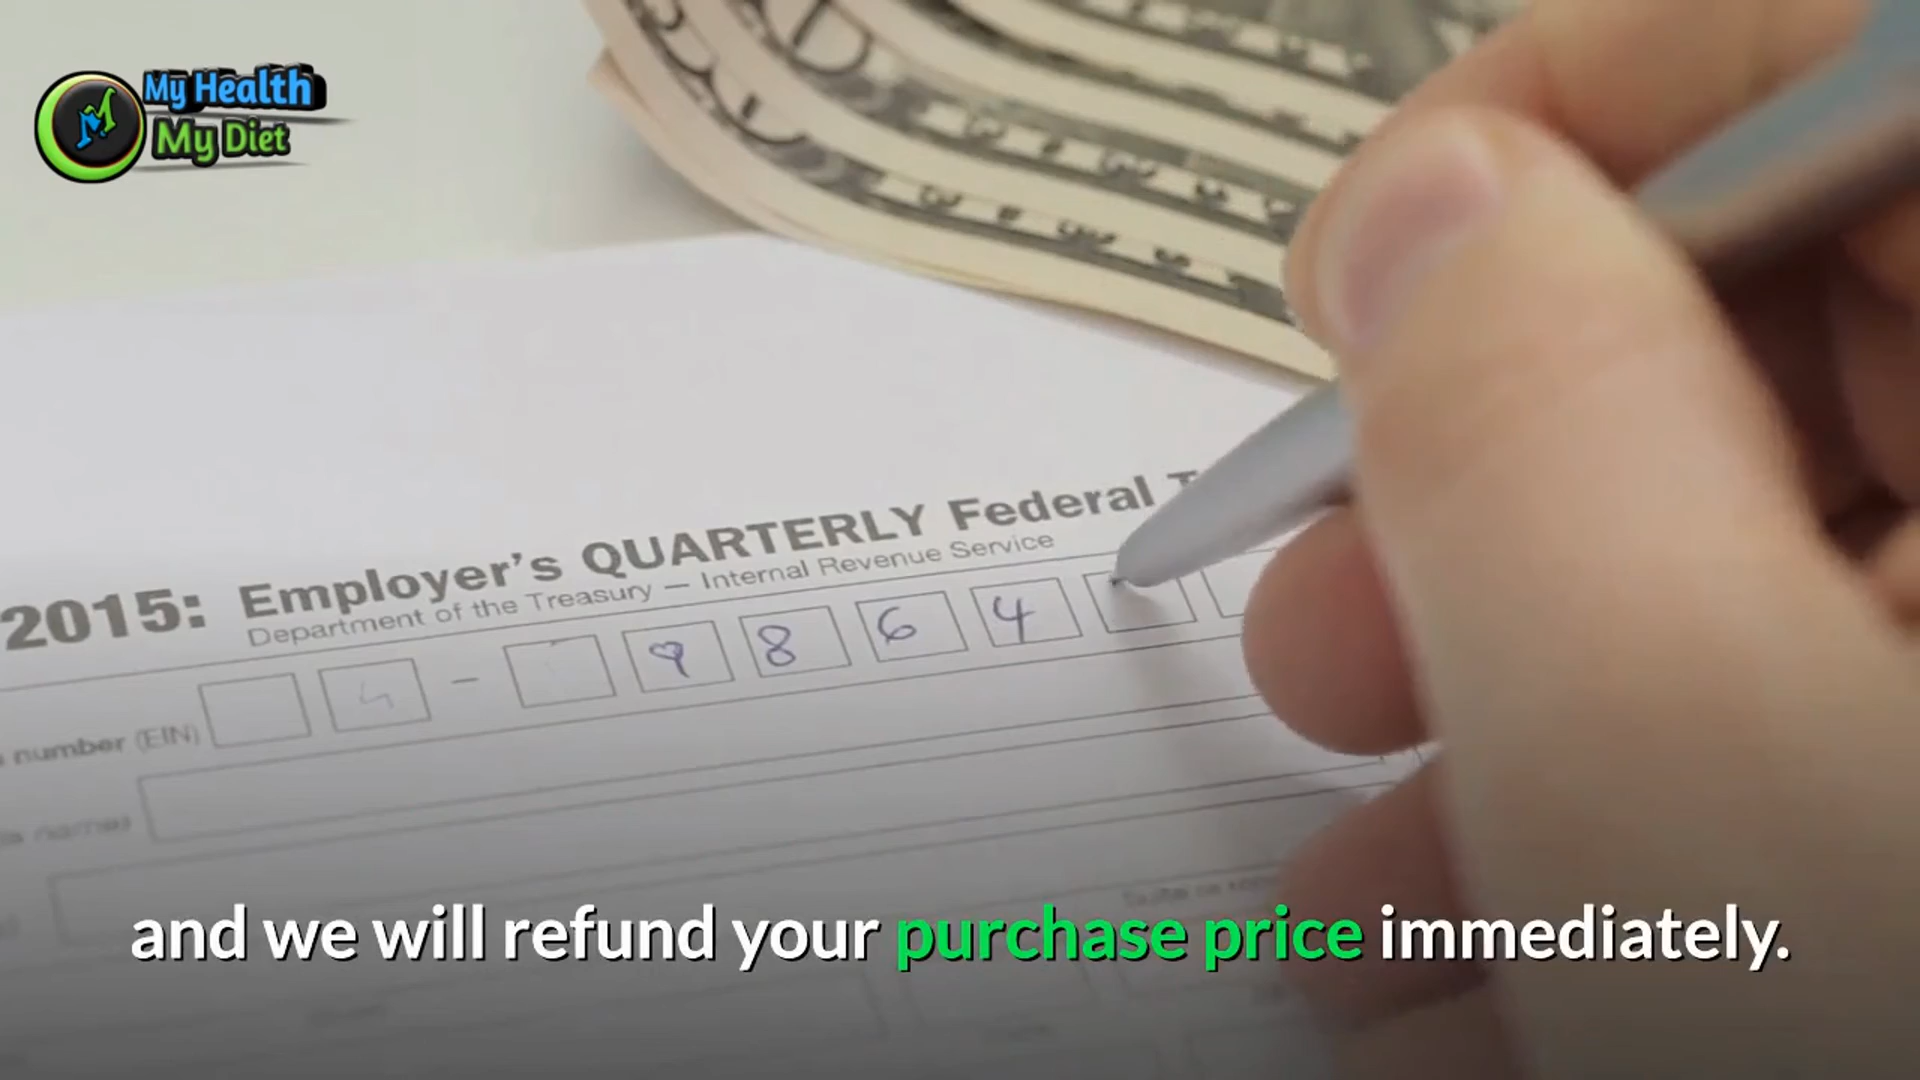 My Health
My Diet
2015: Employer's QUARTERLY Federal
Department of the Treasury — Internal Revenue Service
number (EIN) 4 - 9 8 6 4
and we will refund your purchase price immediately.